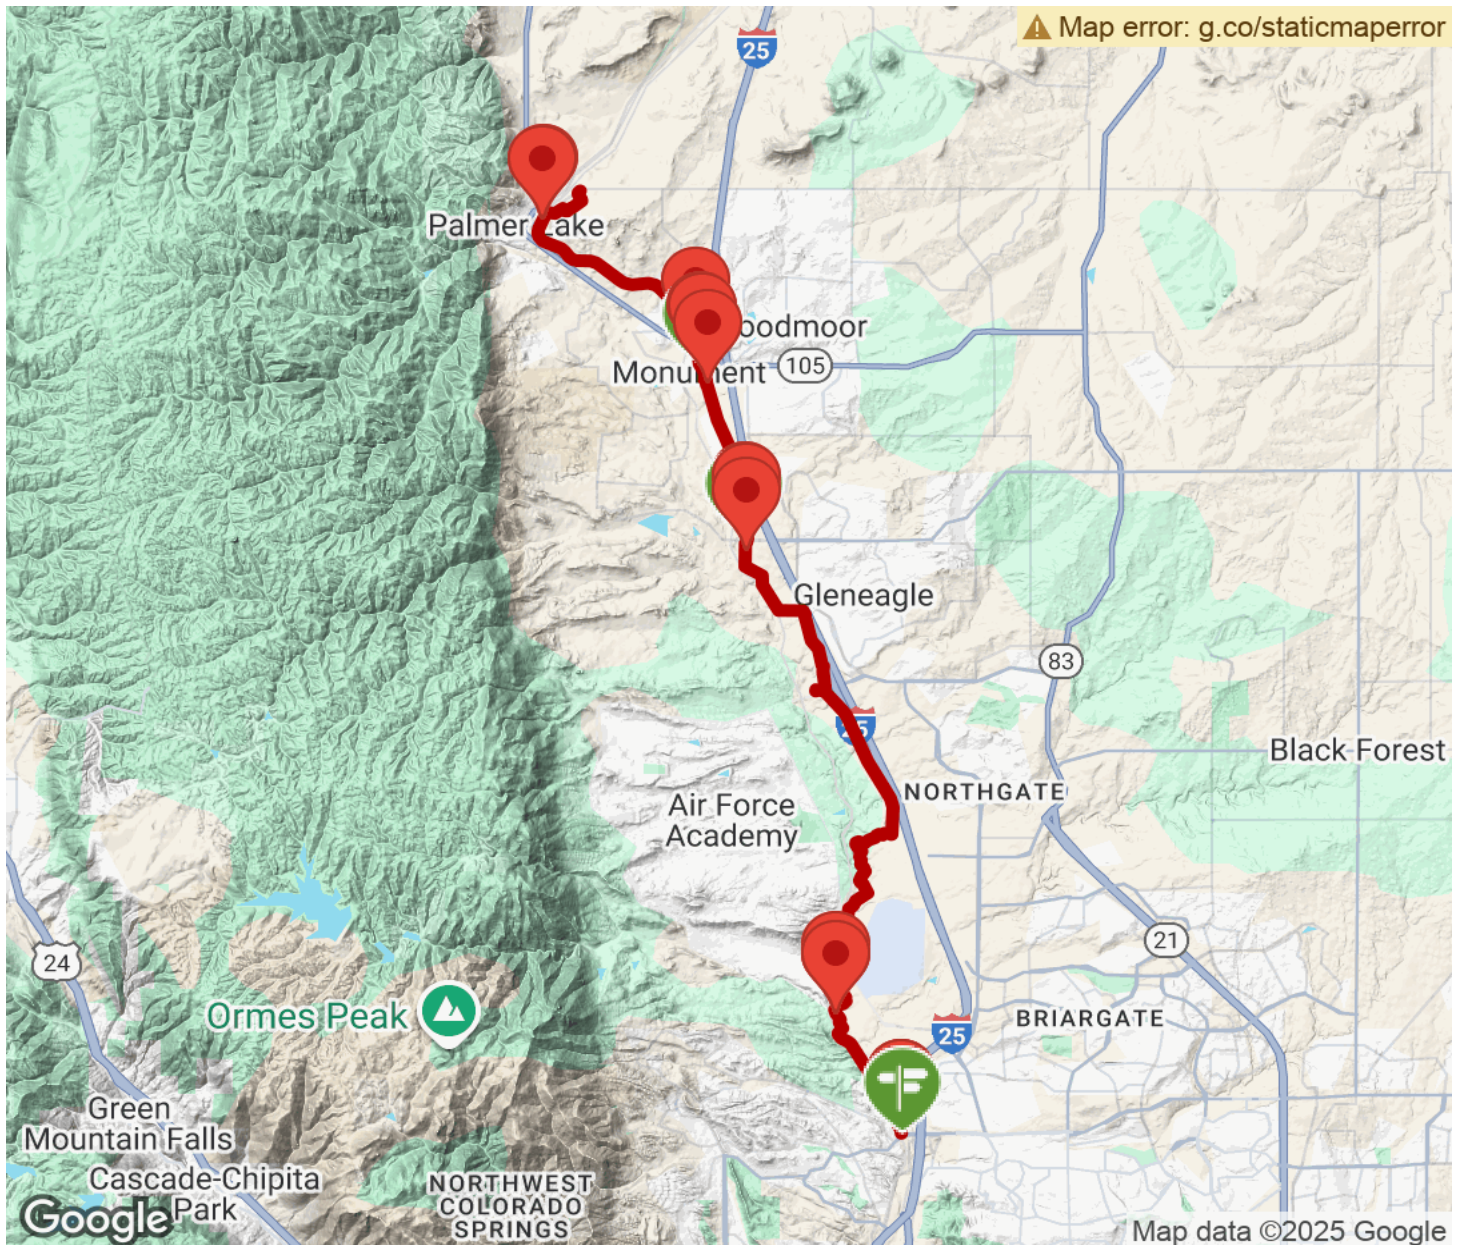 Map error: g.co/staticmaperror
25
Palmer Lake
oodmoor
Monument
105
Gleneagle
83
25
Black Forest
NORTHGATE
Air Force
Academy
21
24
Ormes Peak
BRIARGATE
25
Green
Mountain Falls
Cascade-Chipita
Park
NORTHWEST
COLORADO
SPRINGS
Google
Map data ©2025 Google